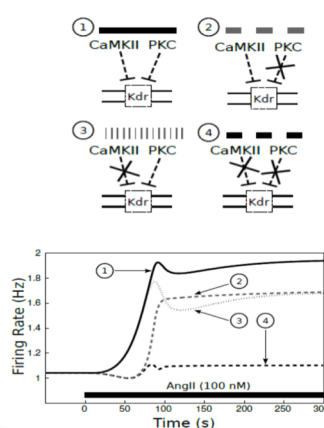 1 2
CaMKII PKC CaMKII PKC
Kdr Kdr
3 4
CaMKII PKC CaMKII PKC
Kdr Kdr
2
1.8
1.6
1.4
1.2
1
Firing Rate (Hz)
1
2
3
4
AngII (100 nM)
0 50 100 150 200 250 300
Time (s)